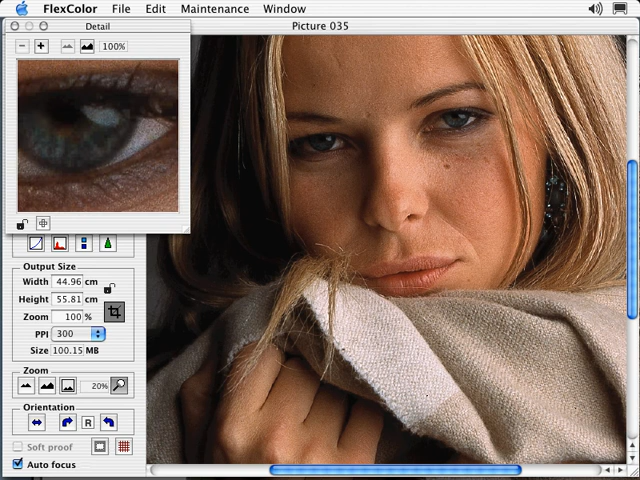 FlexColor File Edit Maintenance Window
Detail
Picture 035
100%
Output Size
Width 44.96 cm
Height 55.81 cm
Zoom 100 %
PPI 300
Size 100.15 MB
Zoom
20%
Orientation
R
Soft proof
Auto focus